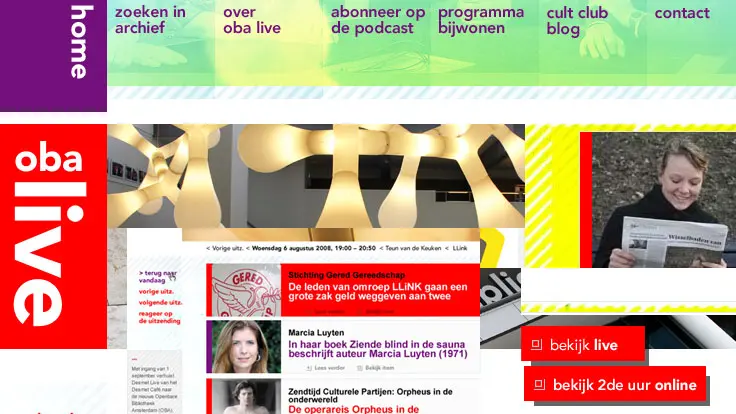 home
zoeken in
archief
over
oba live
abonneer op
de podcast
programma
bijwonen
cult club
blog
contact
oba
live
< Vorige uitz. < Woensdag 6 augustus 2008, 19:00 – 20:50 < Teun van de Keuken < LLink
> terug naar
vandaag
vorige uitz.
volgende uitz.
reageer op
de uitzending
Met ingang van 1
september verhuist
Desmet Live van het
Desmet Café naar
de nieuwe Openbare
Bibliotheek
Amsterdam (OBA).
GERED
Stichting Gered Gereedschap
De leden van omroep LLiNK gaan een
grote zak geld weggeven aan twee
Marcia Luyten
In haar boek Ziende blind in de sauna
beschrijft auteur Marcia Luyten (1971)
> Lees verder
> Bekijk item
Zendtijd Culturele Partijen: Orpheus in de
onderwereld
De operareis Orpheus in de
bekijk live
bekijk 2de uur online